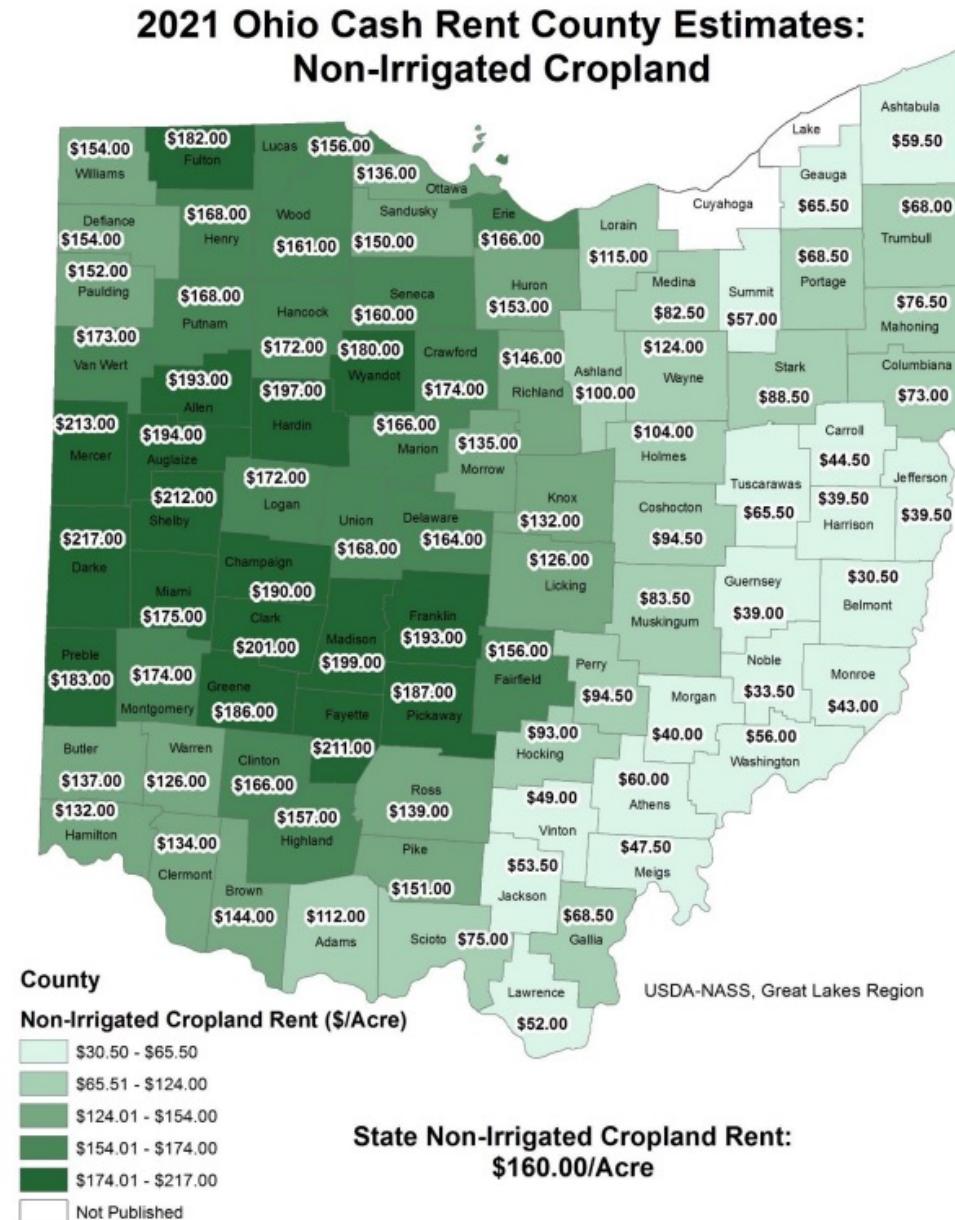 2021 Ohio Cash Rent County Estimates:
Non-Irrigated Cropland
Ashtabula
$59.50
Lake
Geauga
$65.50
Cuyahoga
$182.00
Fulton
Lucas
$156.00
$154.00
Williams
$136.00
Ottawa
$68.00
Trumbull
Defiance
$154.00
$168.00
Henry
Wood
$161.00
Sandusky
$150.00
Erie
$166.00
Lorain
$115.00
$68.50
Portage
$152.00
Paulding
$168.00
Putnam
Hancock
$172.00
Seneca
$160.00
Huron
$153.00
Medina
$82.50
Summit
$57.00
$76.50
Mahoning
$173.00
Van Wert
$193.00
Allen
$197.00
Hardin
$180.00
Wyandot
Crawford
$174.00
$146.00
Richland
Ashland
$100.00
$124.00
Wayne
Stark
$88.50
Columbiana
$73.00
$213.00
Mercer
$194.00
Auglaize
$166.00
Marion
$135.00
Morrow
$104.00
Holmes
Carroll
$44.50
$212.00
Shelby
$172.00
Logan
Union
$168.00
Delaware
$164.00
Knox
$132.00
Coshocton
$94.50
Tuscarawas
$65.50
$39.50
Harrison
Jefferson
$39.50
$217.00
Darke
Miami
$175.00
Champaign
$190.00
$126.00
Licking
$83.50
Muskingum
Guernsey
$39.00
$30.50
Belmont
Clark
$201.00
Madison
$199.00
Franklin
$193.00
Preble
$183.00
$174.00
Montgomery
Greene
$186.00
Fayette
$211.00
$187.00
Pickaway
$156.00
Fairfield
Perry
$94.50
Morgan
$40.00
Noble
$33.50
Monroe
$43.00
$56.00
Washington
Butler
$137.00
Warren
$126.00
Clinton
$166.00
Ross
$139.00
$93.00
Hocking
$60.00
Athens
$132.00
Hamilton
$134.00
Clermont
$157.00
Highland
Pike
$151.00
$49.00
Vinton
$47.50
Meigs
Brown
$144.00
$112.00
Adams
Scioto
$75.00
$53.50
Jackson
$68.50
Gallia
Lawrence
$52.00
USDA-NASS, Great Lakes Region
County
Non-Irrigated Cropland Rent ($/Acre)
$30.50 - $65.50
$65.51 - $124.00
$124.01 - $154.00
$154.01 - $174.00
$174.01 - $217.00
Not Published
State Non-Irrigated Cropland Rent:
$160.00/Acre